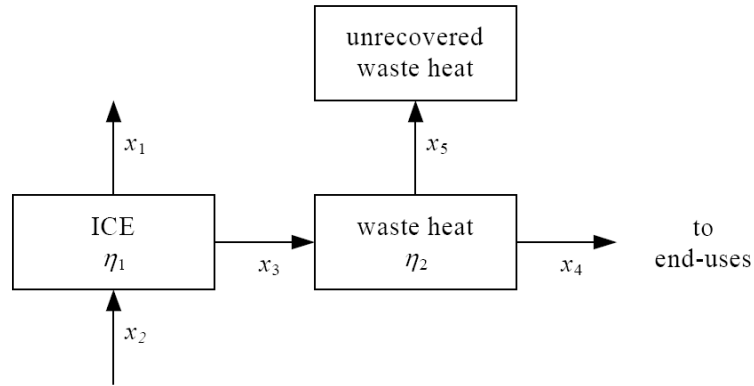 unrecovered
waste heat
x₁
x₅
ICE
η₁
waste heat
η₂
to
end-uses
x₃
x₄
x₂